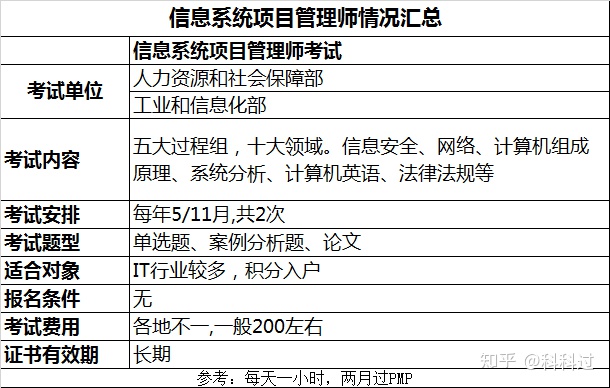 信息系统项目管理师情况汇总
信息系统项目管理师考试
考试单位
人力资源和社会保障部
工业和信息化部
考试内容
五大过程组，十大领域。信息安全、网络、计算机组成
原理、系统分析、计算机英语、法律法规等
考试安排 每年5/11月,共2次
考试题型 单选题、案例分析题、论文
适合对象 IT行业较多，积分入户
报名条件 无
考试费用 各地不一,一般200左右
证书有效期 长期
参考：每天一小时，两月过PMP
知乎 @科科过